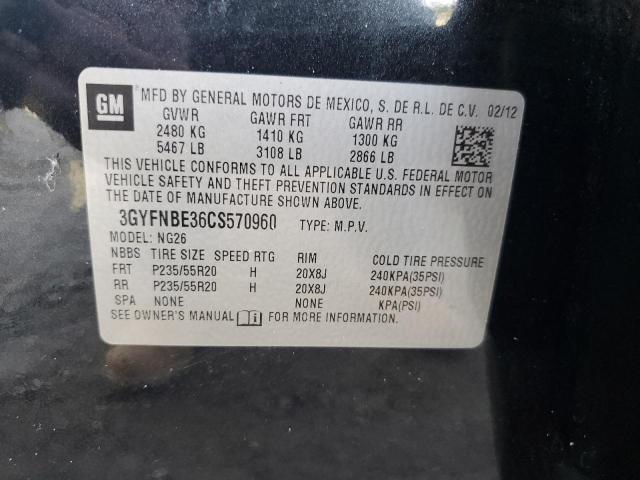 GM
MFD BY GENERAL MOTORS DE MEXICO, S. DE R.L. DE C.V. 02/12
GVWR GAWR FRT GAWR RR
2480 KG 1410 KG 1300 KG
5467 LB 3108 LB 2866 LB
THIS VEHICLE CONFORMS TO ALL APPLICABLE U.S. FEDERAL MOTOR
VEHICLE SAFETY AND THEFT PREVENTION STANDARDS IN EFFECT ON
THE DATE OF MANUFACTURE SHOWN ABOVE.
3GYFNBE36CS570960 TYPE: M.P.V.
MODEL: NG26
NBBS TIRE SIZE SPEED RTG RIM COLD TIRE PRESSURE
FRT P235/55R20 H 20X8J 240KPA(35PSI)
RR P235/55R20 H 20X8J 240KPA(35PSI)
SPA NONE NONE KPA(PSI)
SEE OWNER'S MANUAL FOR MORE INFORMATION.